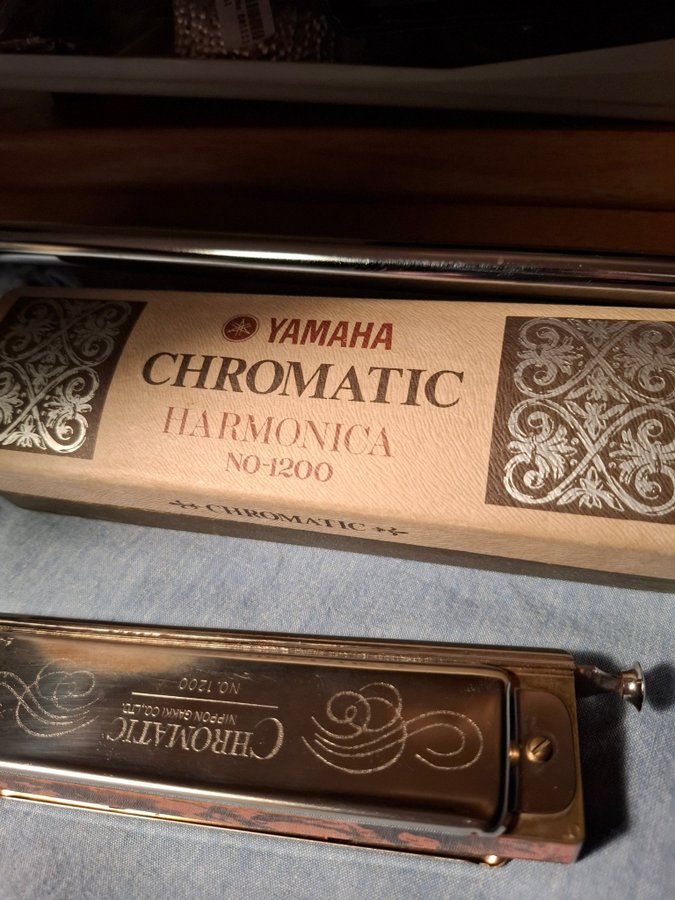 YAMAHA
CHROMATIC
HARMONICA
NO-1200
CHROMATIC
CHROMATIC
NIPPON GAKKI CO.,LTD.
NO. 1200